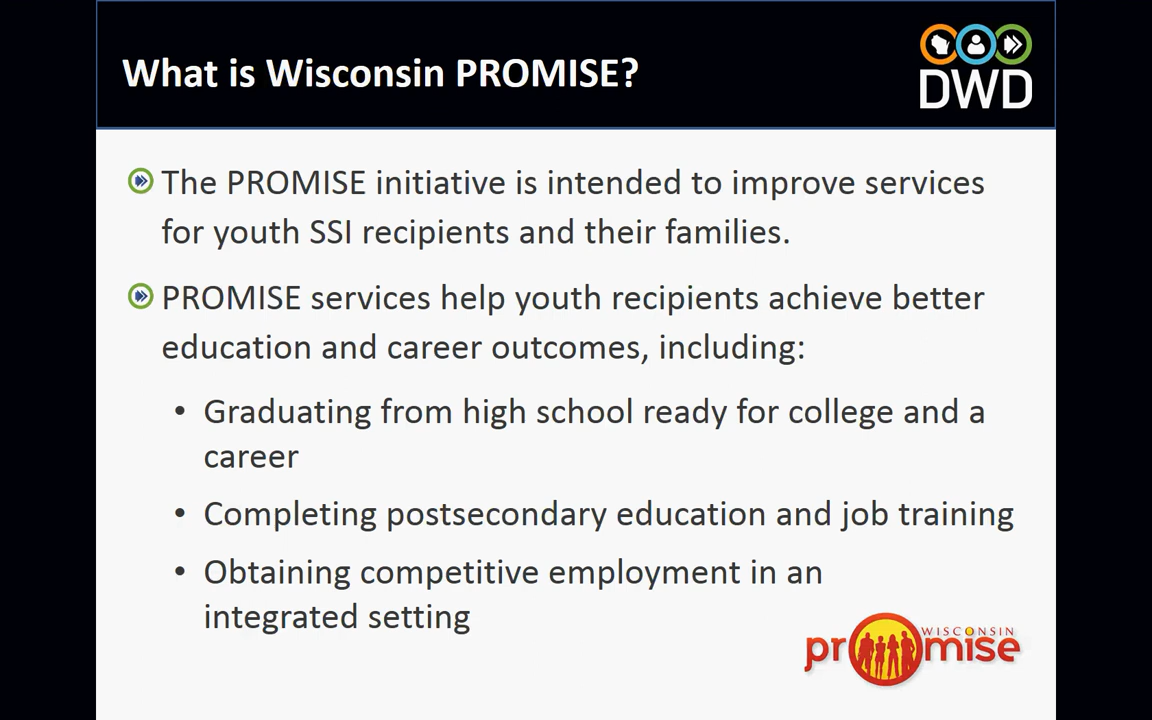 What is Wisconsin PROMISE?
DWD
The PROMISE initiative is intended to improve services
for youth SSI recipients and their families.
PROMISE services help youth recipients achieve better
education and career outcomes, including:
• Graduating from high school ready for college and a
career
• Completing postsecondary education and job training
• Obtaining competitive employment in an
integrated setting
WISCONSIN
promise